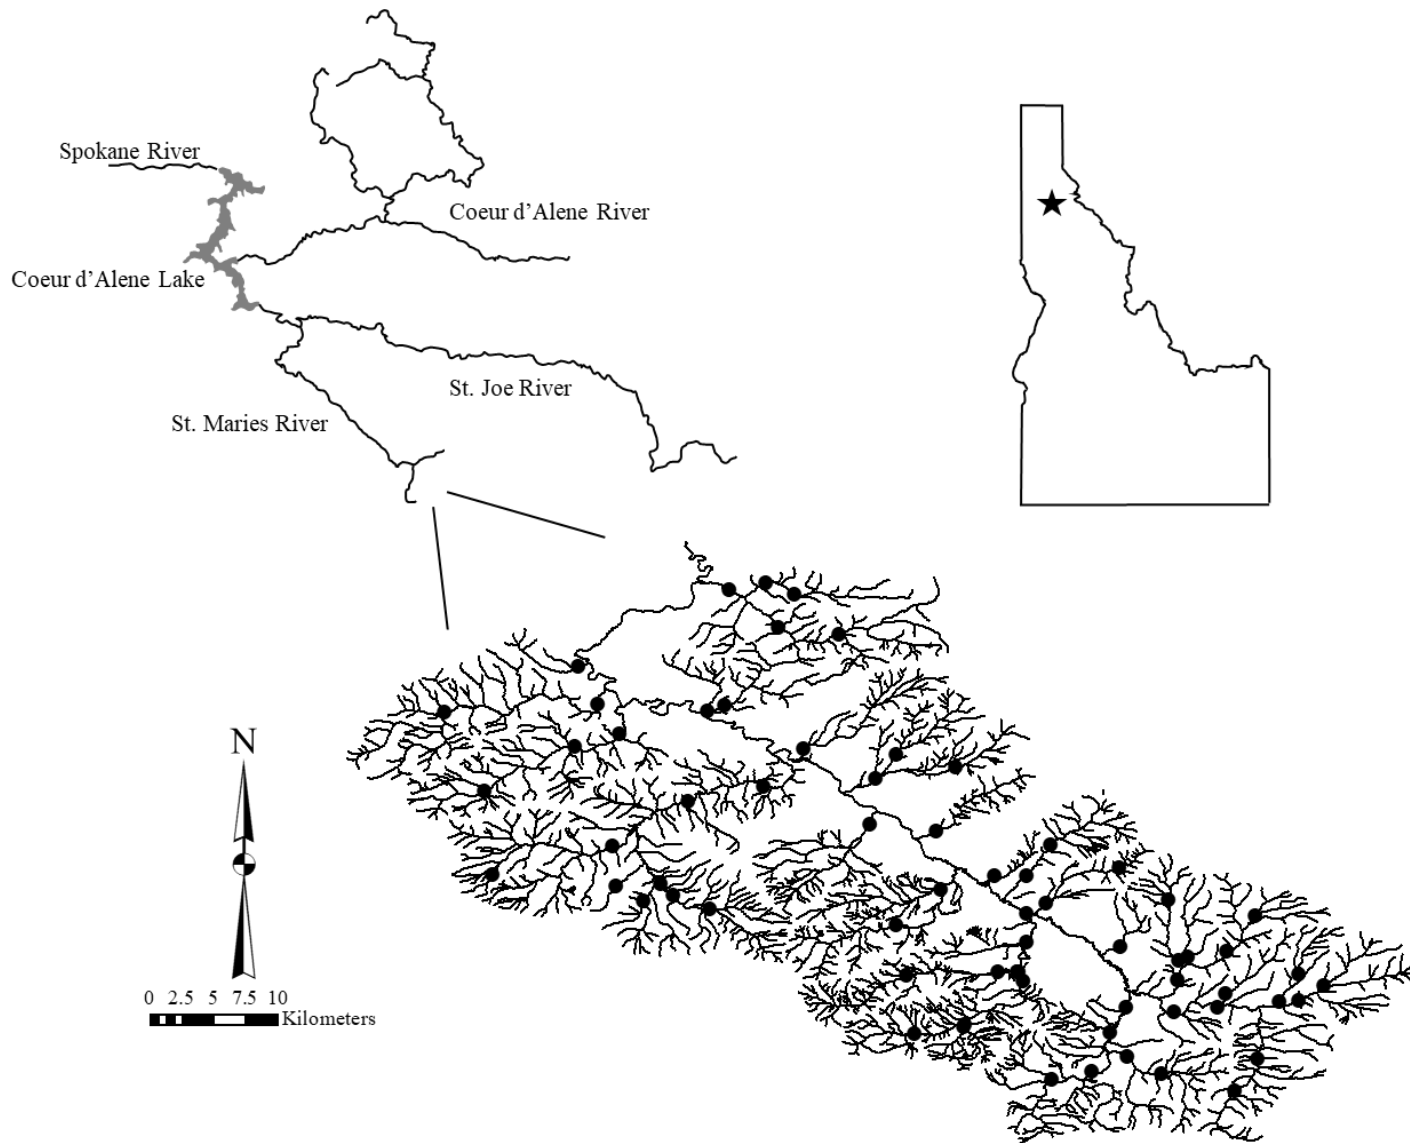 Spokane River
Coeur d’Alene River
Coeur d’Alene Lake
St. Joe River
St. Maries River
N
0 2.5 5 7.5 10
Kilometers